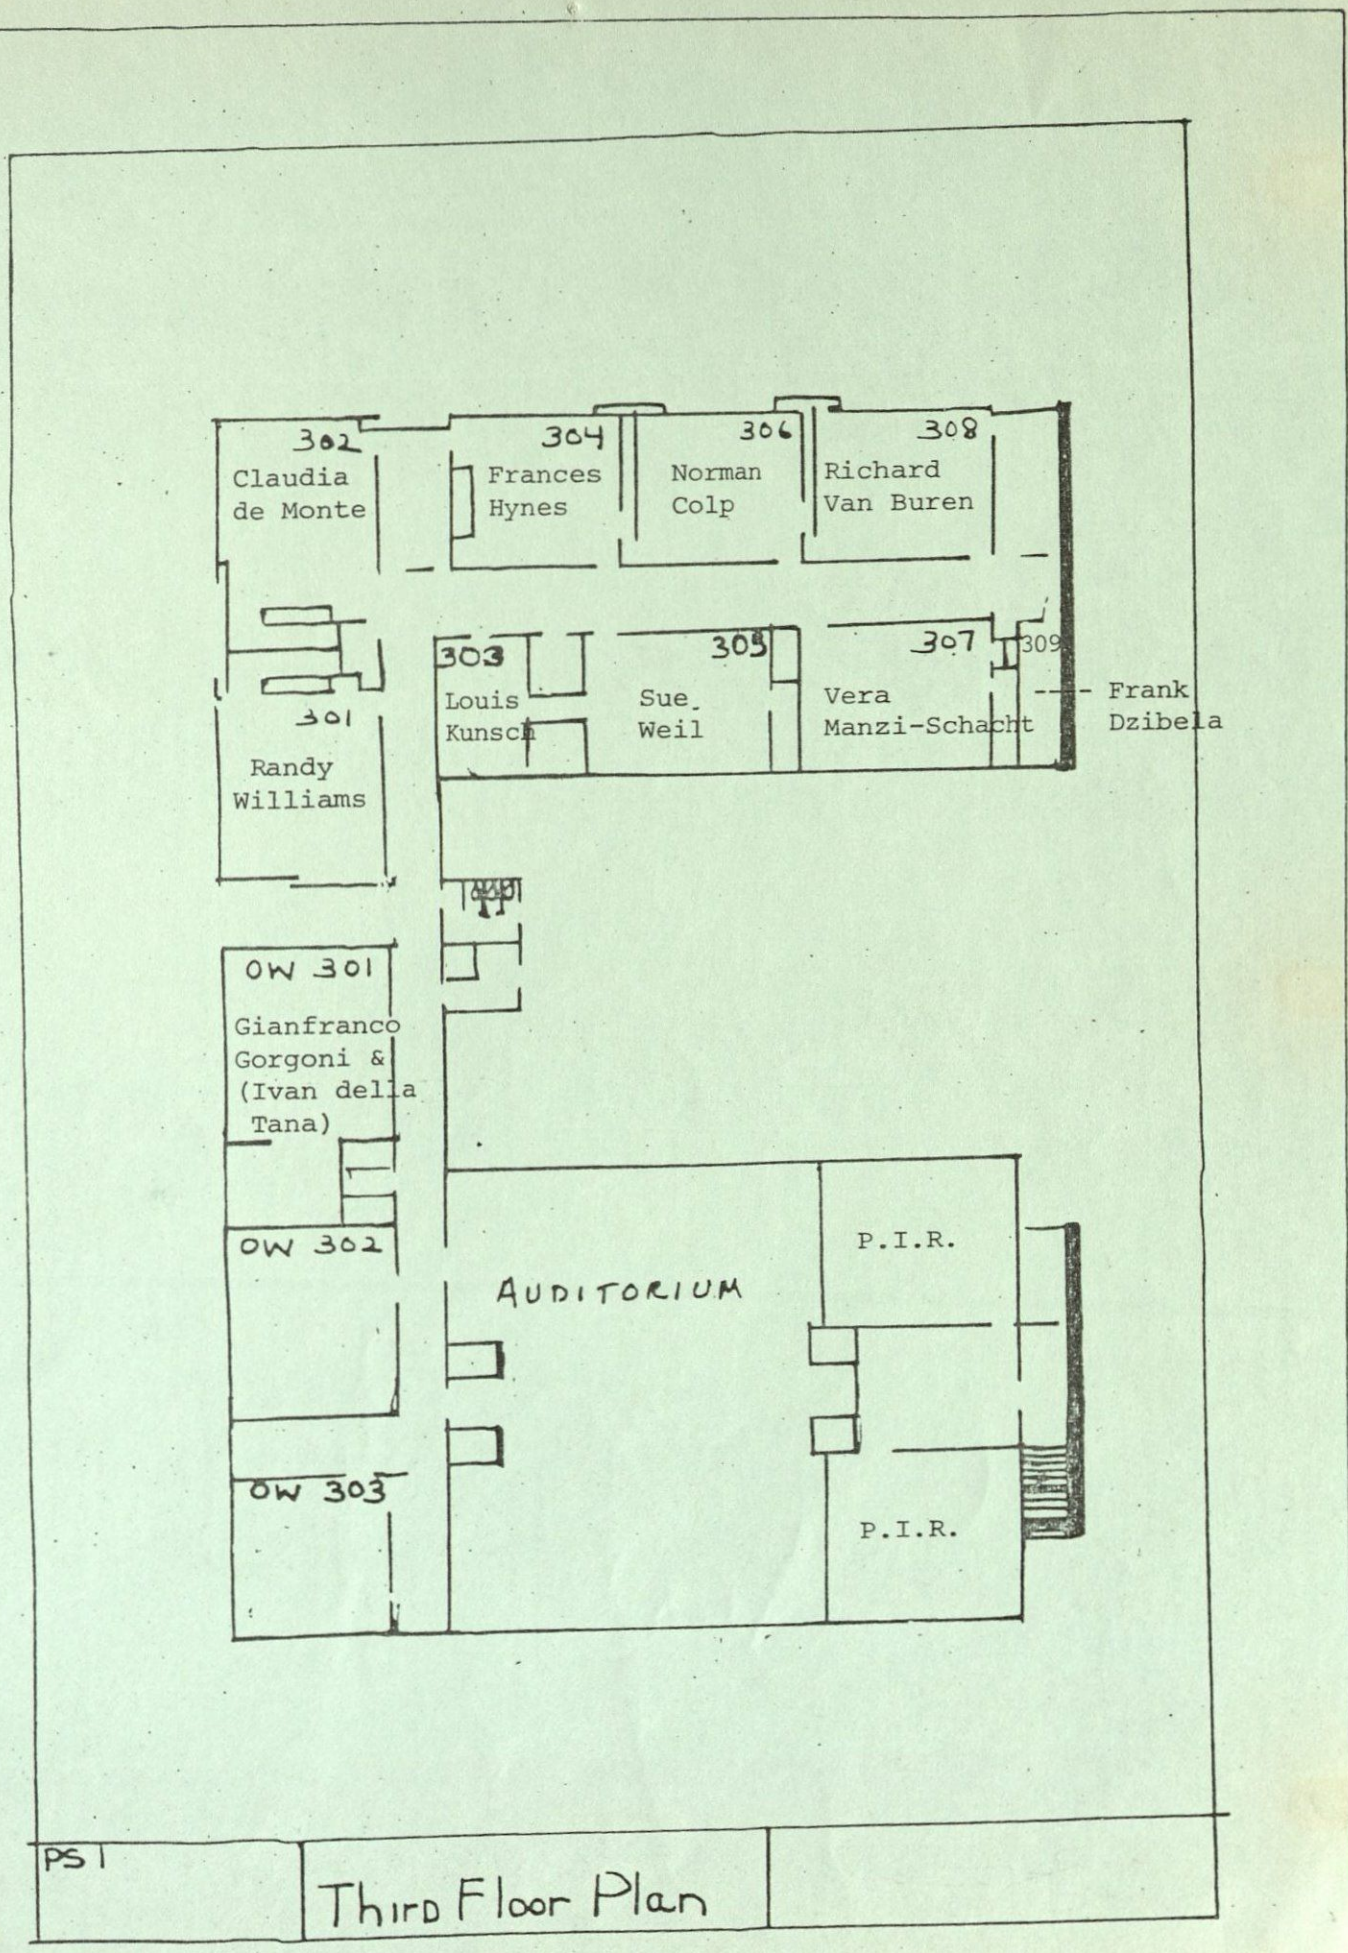 302
Claudia
de Monte
304
Frances
Hynes
306
Norman
Colp
308
Richard
Van Buren
301
Randy
Williams
303
Louis
Kunsch
305
Sue
Weil
307
Vera
Manzi-Schacht
309
Frank
Dzibela
OW 301
Gianfranco
Gorgoni &
(Ivan della
Tana)
OW 302
AUDITORIUM
P.I.R.
OW 303
P.I.R.
PS 1
Third Floor Plan